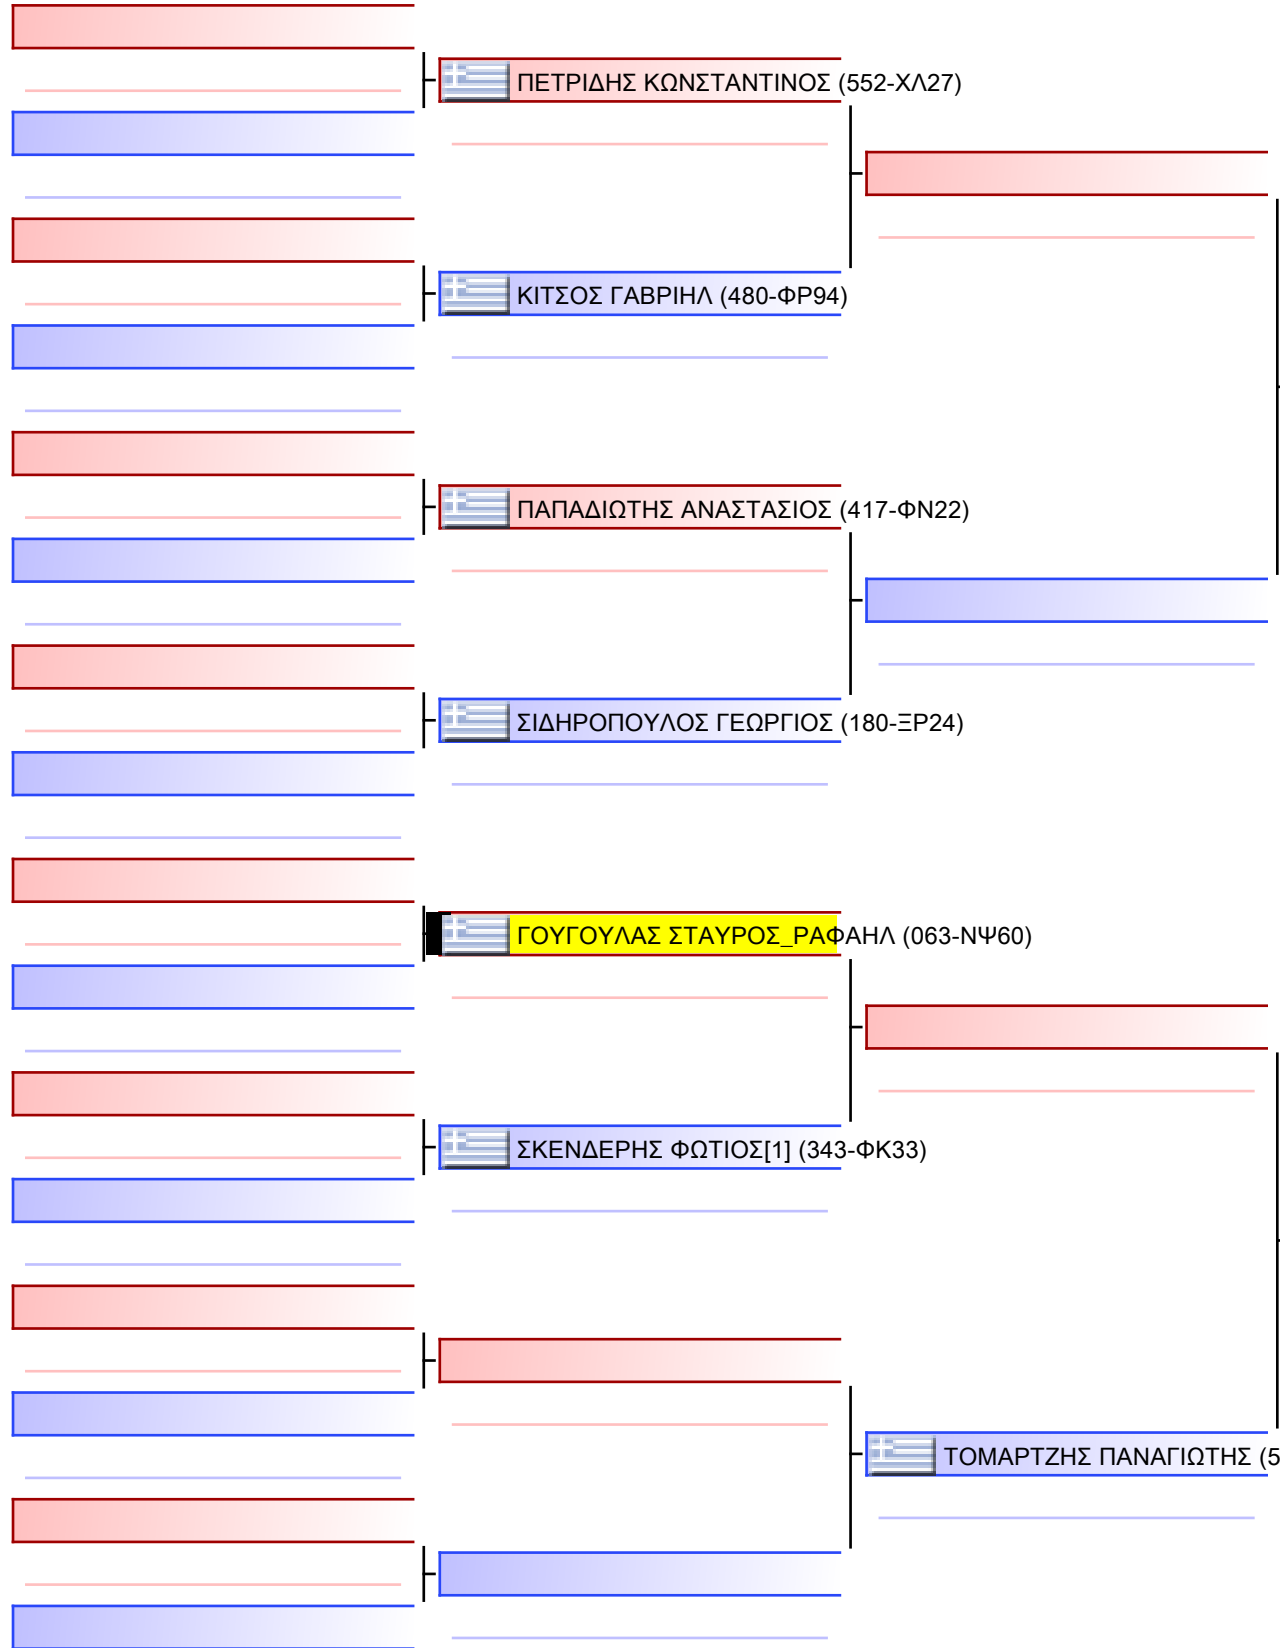 ΠΕΤΡΙΔΗΣ ΚΩΝΣΤΑΝΤΙΝΟΣ (552-ΧΛ27)
ΚΙΤΣΟΣ ΓΑΒΡΙΗΛ (480-ΦΡ94)
ΠΑΠΑΔΙΩΤΗΣ ΑΝΑΣΤΑΣΙΟΣ (417-ΦΝ22)
ΣΙΔΗΡΟΠΟΥΛΟΣ ΓΕΩΡΓΙΟΣ (180-ΞΡ24)
ΓΟΥΓΟΥΛΑΣ ΣΤΑΥΡΟΣ_ΡΑΦΑΗΛ (063-ΝΨ60)
ΣΚΕΝΔΕΡΗΣ ΦΩΤΙΟΣ[1] (343-ΦΚ33)
ΤΟΜΑΡΤΖΗΣ ΠΑΝΑΓΙΩΤΗΣ (5